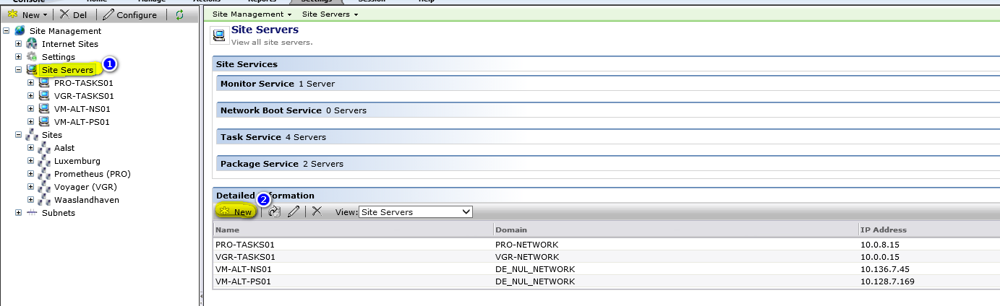 Console Home Manage Actions Reports Settings Session Help
New Del Configure
Site Management Site Servers
Site Management
Internet Sites
Settings
Site Servers 1
PRO-TASKS01
VGR-TASKS01
VM-ALT-NS01
VM-ALT-PS01
Sites
Aalst
Luxemburg
Prometheus (PRO)
Voyager (VGR)
Waaslandhaven
Subnets
Site Servers
View all site servers.
Site Services
Monitor Service 1 Server
Network Boot Service 0 Servers
Task Service 4 Servers
Package Service 2 Servers
Detailed Information
2
New View: Site Servers
Name Domain IP Address
PRO-TASKS01 PRO-NETWORK 10.0.8.15
VGR-TASKS01 VGR-NETWORK 10.0.0.15
VM-ALT-NS01 DE_NUL_NETWORK 10.136.7.45
VM-ALT-PS01 DE_NUL_NETWORK 10.128.7.169